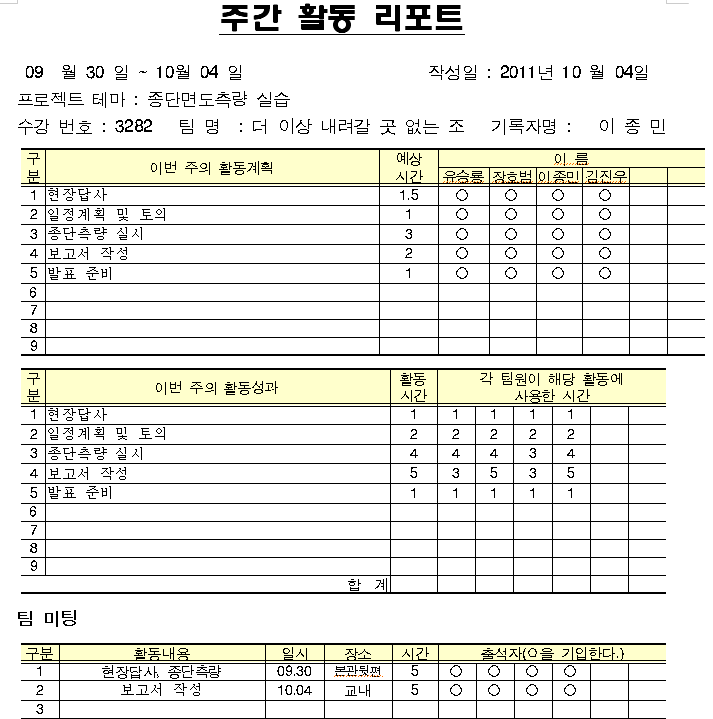 주간 활동 리포트
09 월 30 일 ~ 10월 04 일 작성일 : 2011년 10 월 04일
프로젝트 테마 : 종단면도측량 실습
수강 번호 : 3282 팀 명 : 더 이상 내려갈 곳 없는 조 기록자명 : 이 종 민
구분 이번 주의 활동계획 예상시간 이 름
유승룡 장호범 이종민 김진우
1 현장답사 1.5 ○ ○ ○ ○
2 일정계획 및 토의 1 ○ ○ ○ ○
3 종단측량 실시 3 ○ ○ ○ ○
4 보고서 작성 2 ○ ○ ○ ○
5 발표 준비 1 ○ ○ ○ ○
6
7
8
9
구분 이번 주의 활동성과 활동시간 각 팀원이 해당 활동에
사용한 시간
1 현장답사 1 1 1 1 1
2 일정계획 및 토의 2 2 2 2 2
3 종단측량 실시 4 4 4 3 4
4 보고서 작성 5 3 5 3 5
5 발표 준비 1 1 1 1 1
6
7
8
9
합 계
팀 미팅
구분 활동내용 일시 장소 시간 출석자(○을 기입한다.)
1 현장답사, 종단측량 09.30 본관뒷편 5 ○ ○ ○ ○
2 보고서 작성 10.04 교내 5 ○ ○ ○ ○
3